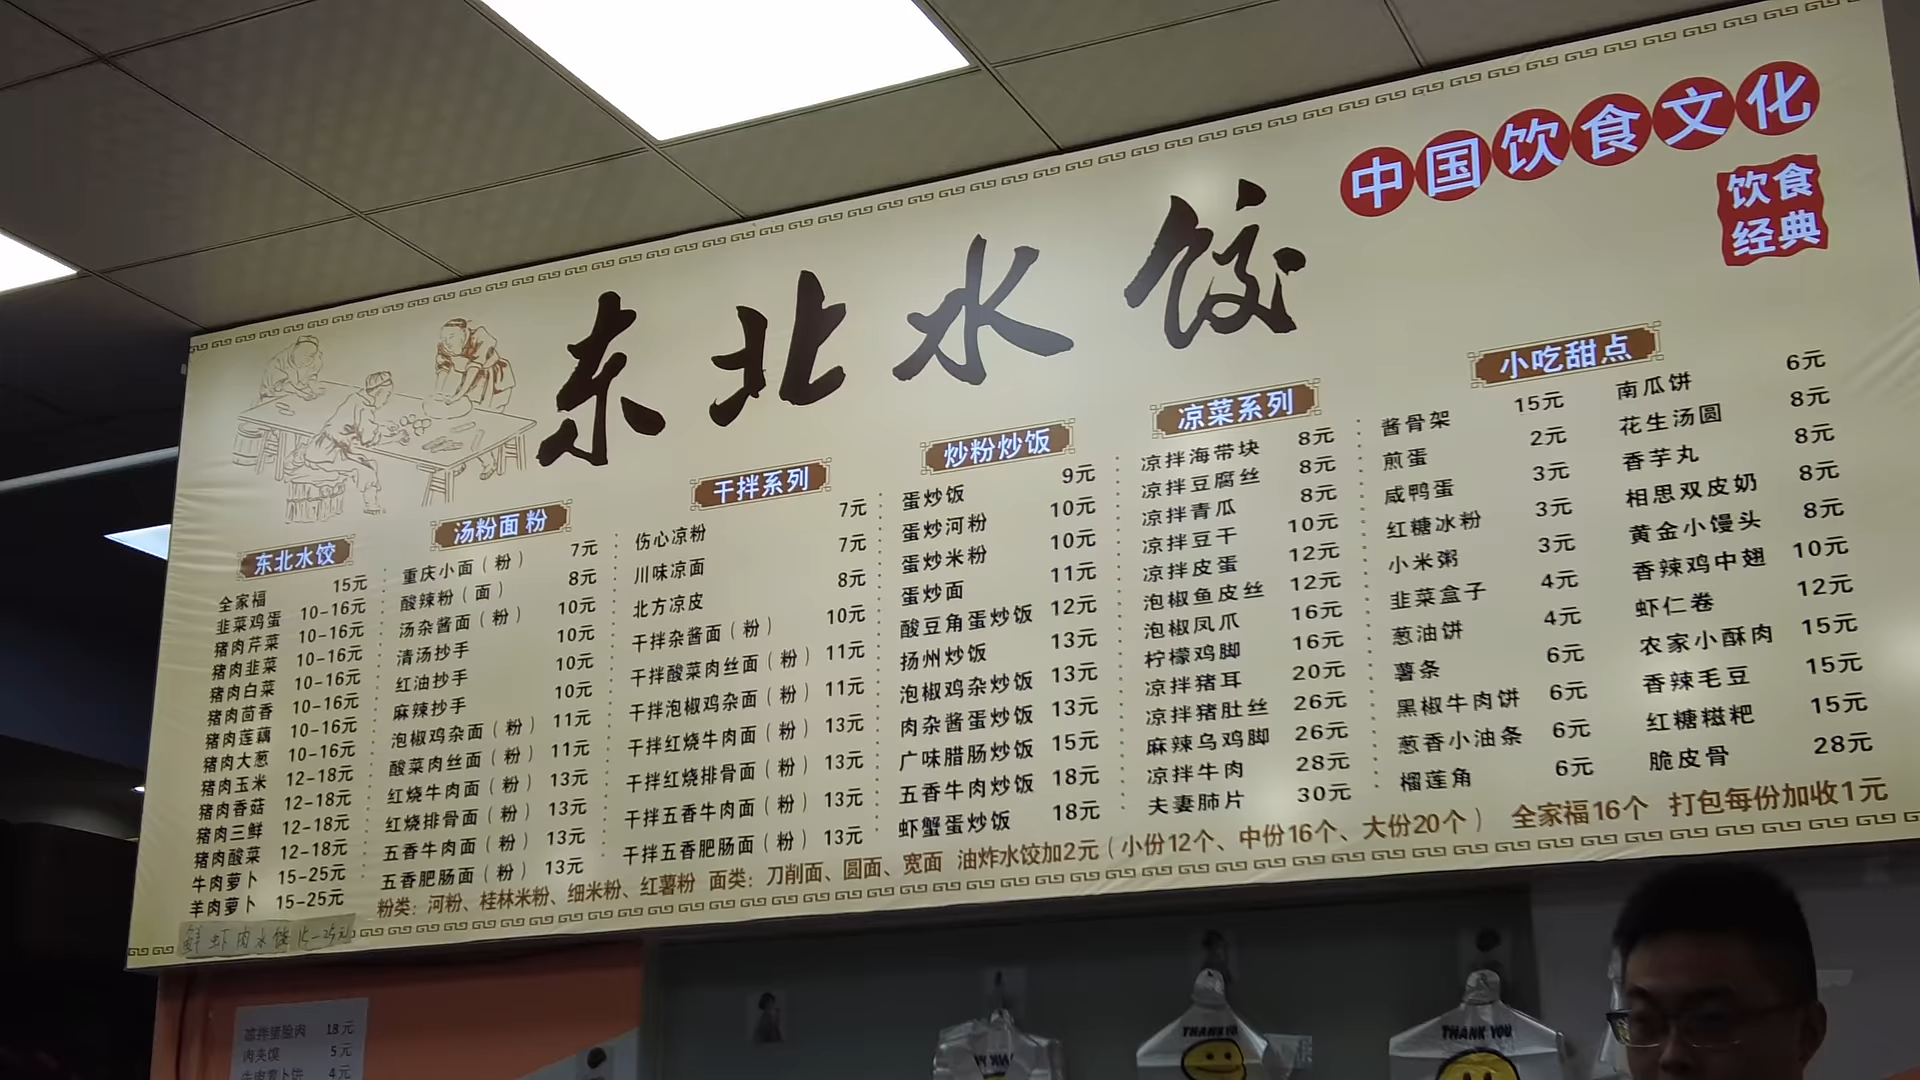 中国饮食文化
饮食
经典
东北水饺
东北水饺
全家福 15元
韭菜鸡蛋 10-16元
猪肉芹菜 10-16元
猪肉韭菜 10-16元
猪肉白菜 10-16元
猪肉茴香 10-16元
猪肉莲藕 10-16元
猪肉大葱 10-16元
猪肉玉米 12-18元
猪肉香菇 12-18元
猪肉三鲜 12-18元
猪肉酸菜 12-18元
牛肉萝卜 15-25元
羊肉萝卜 15-25元
鲜虾肉水饺 15-25元
汤粉面粉
重庆小面（粉） 7元
酸辣粉（面） 8元
汤杂酱面（粉） 10元
清汤抄手 10元
红油抄手 10元
麻辣抄手 10元
泡椒鸡杂面（粉） 11元
酸菜肉丝面（粉） 11元
红烧牛肉面（粉） 13元
红烧排骨面（粉） 13元
五香牛肉面（粉） 13元
五香肥肠面（粉） 13元
干拌系列
伤心凉粉 7元
川味凉面 7元
北方凉皮 8元
干拌杂酱面（粉） 10元
干拌酸菜肉丝面（粉） 11元
干拌泡椒鸡杂面（粉） 11元
干拌红烧牛肉面（粉） 13元
干拌红烧排骨面（粉） 13元
干拌五香牛肉面（粉） 13元
干拌五香肥肠面（粉） 13元
炒粉炒饭
蛋炒饭 9元
蛋炒河粉 10元
蛋炒米粉 10元
蛋炒面 11元
酸豆角蛋炒饭 12元
扬州炒饭 13元
泡椒鸡杂炒饭 13元
肉杂酱蛋炒饭 13元
广味腊肠炒饭 15元
五香牛肉炒饭 18元
虾蟹蛋炒饭 18元
凉菜系列
凉拌海带块 8元
凉拌豆腐丝 8元
凉拌青瓜 8元
凉拌豆干 10元
凉拌皮蛋 12元
泡椒鱼皮丝 12元
泡椒凤爪 16元
柠檬鸡脚 16元
凉拌猪耳 20元
凉拌猪肚丝 26元
麻辣乌鸡脚 26元
凉拌牛肉 28元
夫妻肺片 30元
小吃甜点
酱骨架 15元
煎蛋 2元
咸鸭蛋 3元
红糖冰粉 3元
小米粥 3元
韭菜盒子 4元
葱油饼 4元
薯条 6元
黑椒牛肉饼 6元
葱香小油条 6元
榴莲角 6元
南瓜饼 6元
花生汤圆 8元
香芋丸 8元
相思双皮奶 8元
黄金小馒头 8元
香辣鸡中翅 10元
虾仁卷 12元
农家小酥肉 15元
香辣毛豆 15元
红糖糍粑 15元
脆皮骨 28元
粉类：河粉、桂林米粉、细米粉、红薯粉 面类：刀削面、圆面、宽面 油炸水饺加2元（小份12个、中份16个、大份20个） 全家福16个 打包每份加收1元
18元
肉夹馍 5元
4元
THANK YOU